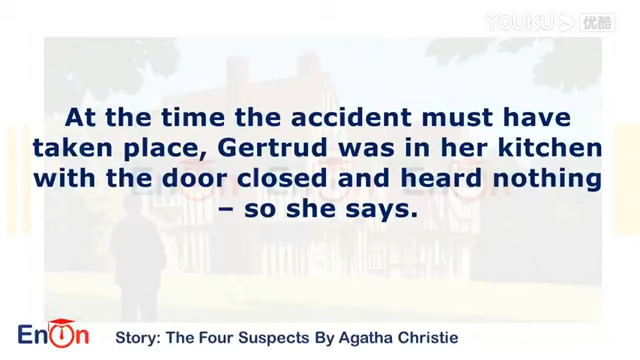 YOUKU 优酷
At the time the accident must have
taken place, Gertrud was in her kitchen
with the door closed and heard nothing
– so she says.
EnOn Story: The Four Suspects By Agatha Christie